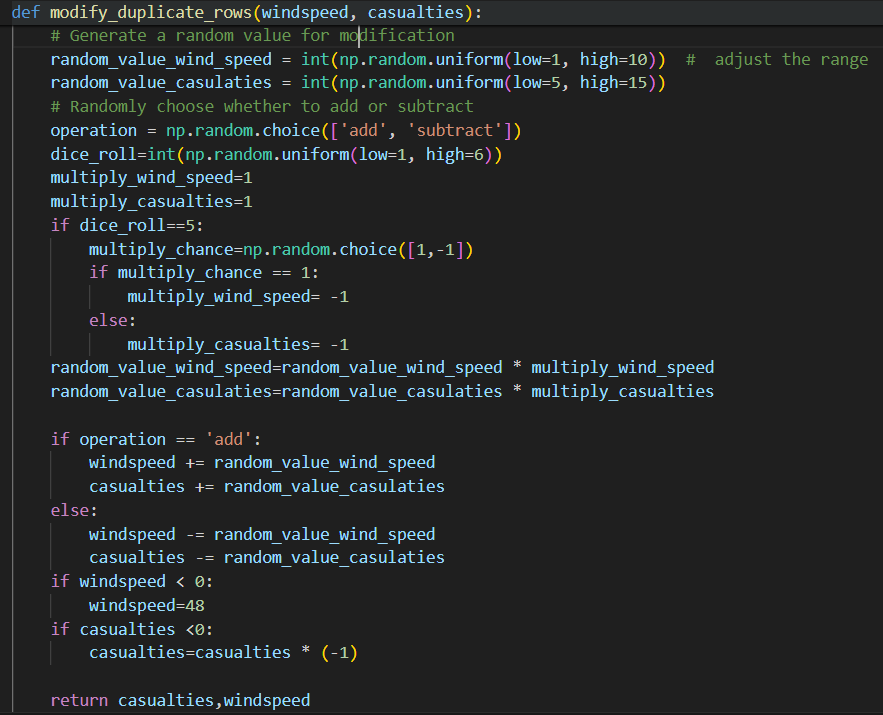 def modify_duplicate_rows(windspeed, casualties):
    # Generate a random value for modification
    random_value_wind_speed = int(np.random.uniform(low=1, high=10))  #  adjust the range
    random_value_casulaties = int(np.random.uniform(low=5, high=15))
    # Randomly choose whether to add or subtract
    operation = np.random.choice(['add', 'subtract'])
    dice_roll=int(np.random.uniform(low=1, high=6))
    multiply_wind_speed=1
    multiply_casualties=1
    if dice_roll==5:
        multiply_chance=np.random.choice([1,-1])
        if multiply_chance == 1:
            multiply_wind_speed= -1
        else:
            multiply_casualties= -1
    random_value_wind_speed=random_value_wind_speed * multiply_wind_speed
    random_value_casulaties=random_value_casulaties * multiply_casualties
    if operation == 'add':
        windspeed += random_value_wind_speed
        casualties += random_value_casulaties
    else:
        windspeed -= random_value_wind_speed
        casualties -= random_value_casulaties
    if windspeed < 0:
        windspeed=48
    if casualties <0:
        casualties=casualties * (-1)
    return casualties,windspeed